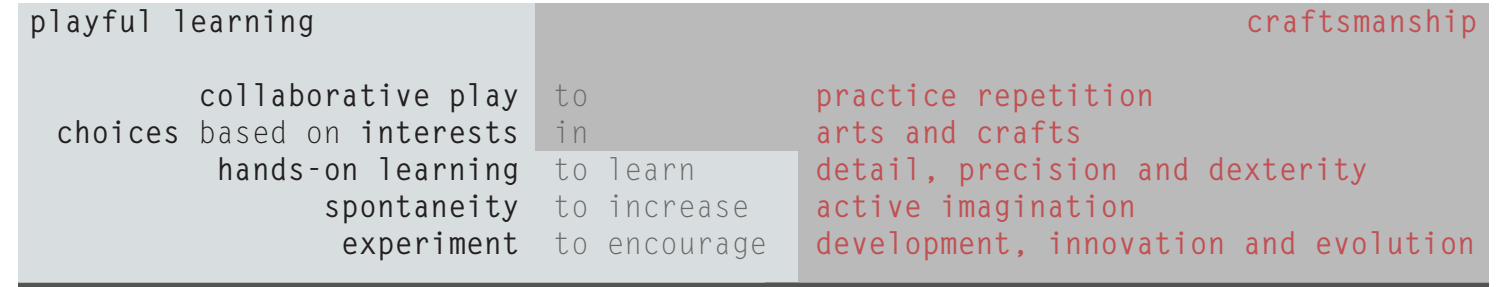 playful learning craftsmanship
collaborative play to practice repetition
choices based on interests in arts and crafts
hands-on learning to learn detail, precision and dexterity
spontaneity to increase active imagination
experiment to encourage development, innovation and evolution